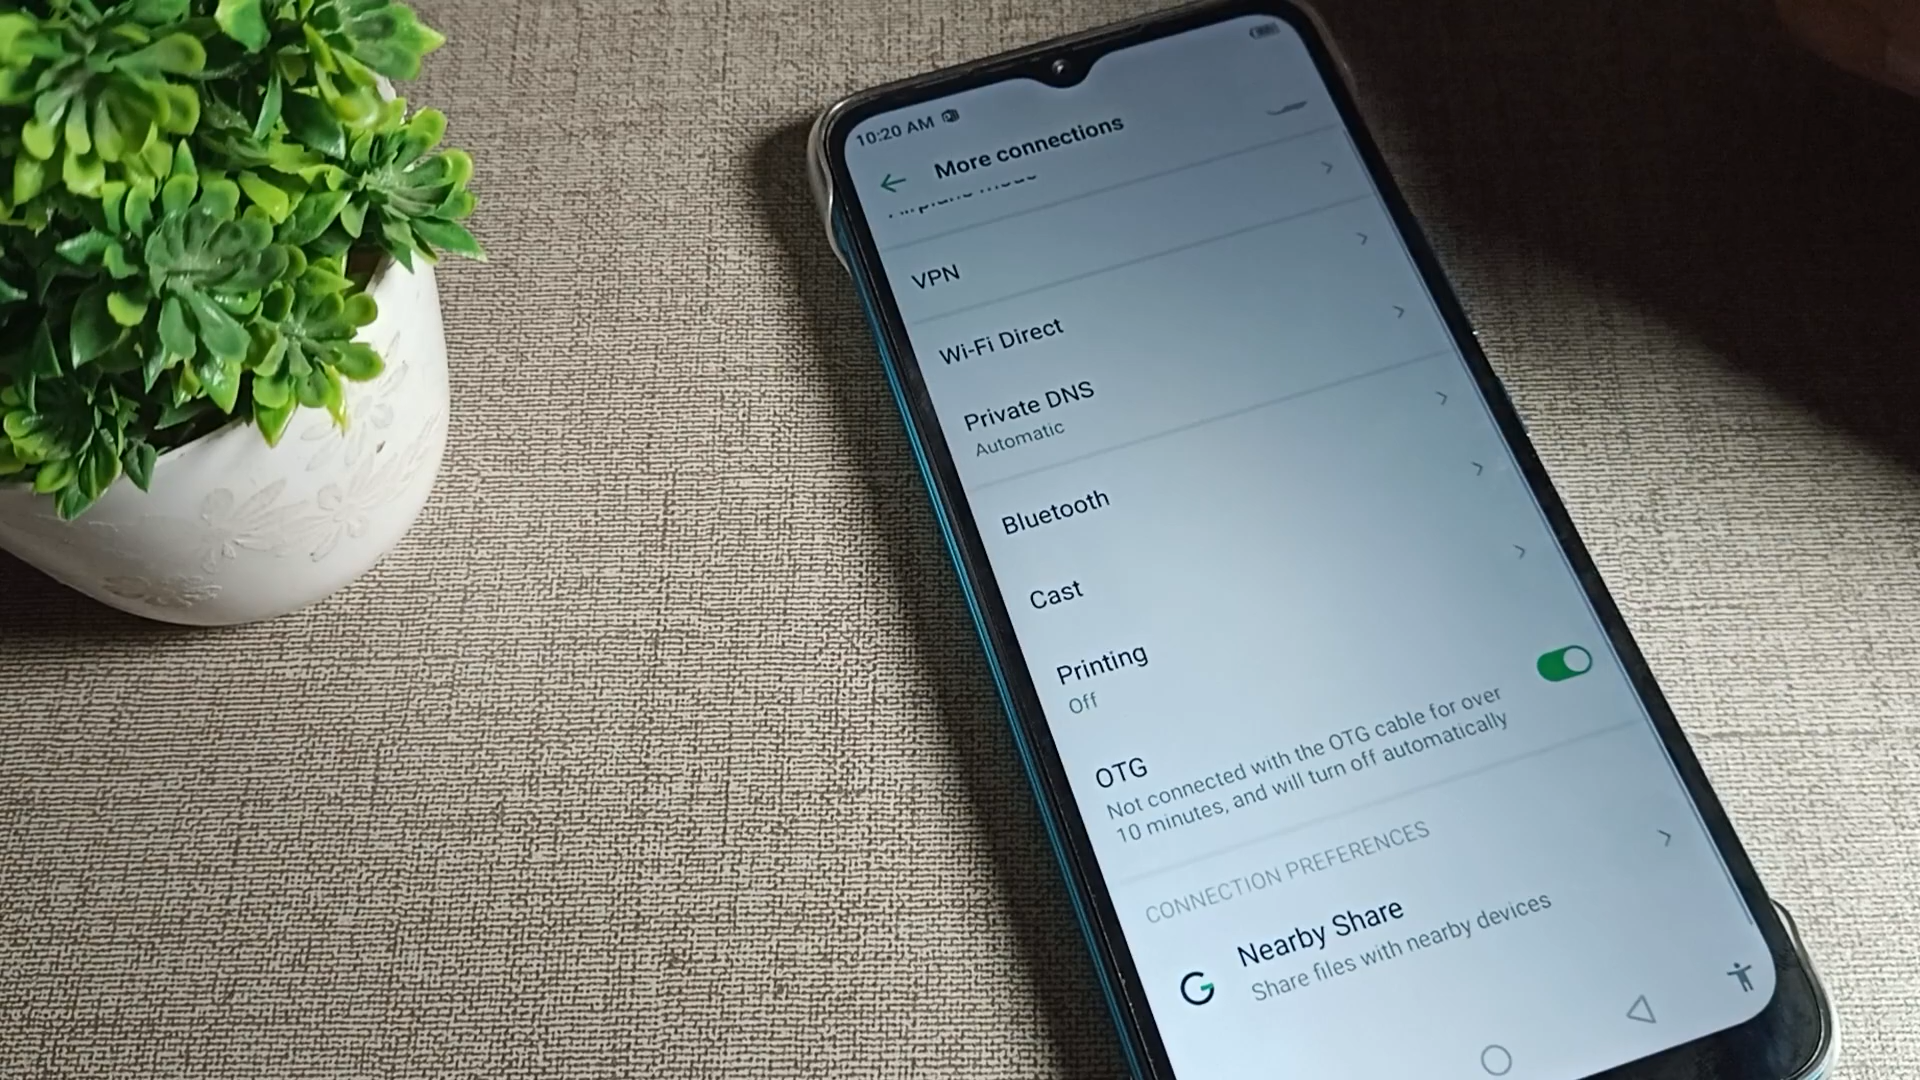 10:20 AM
More connections
Airplane mode
VPN
Wi-Fi Direct
Private DNS
Automatic
Bluetooth
Cast
Printing
Off
OTG
Not connected with the OTG cable for over
10 minutes, and will turn off automatically
CONNECTION PREFERENCES
Nearby Share
Share files with nearby devices